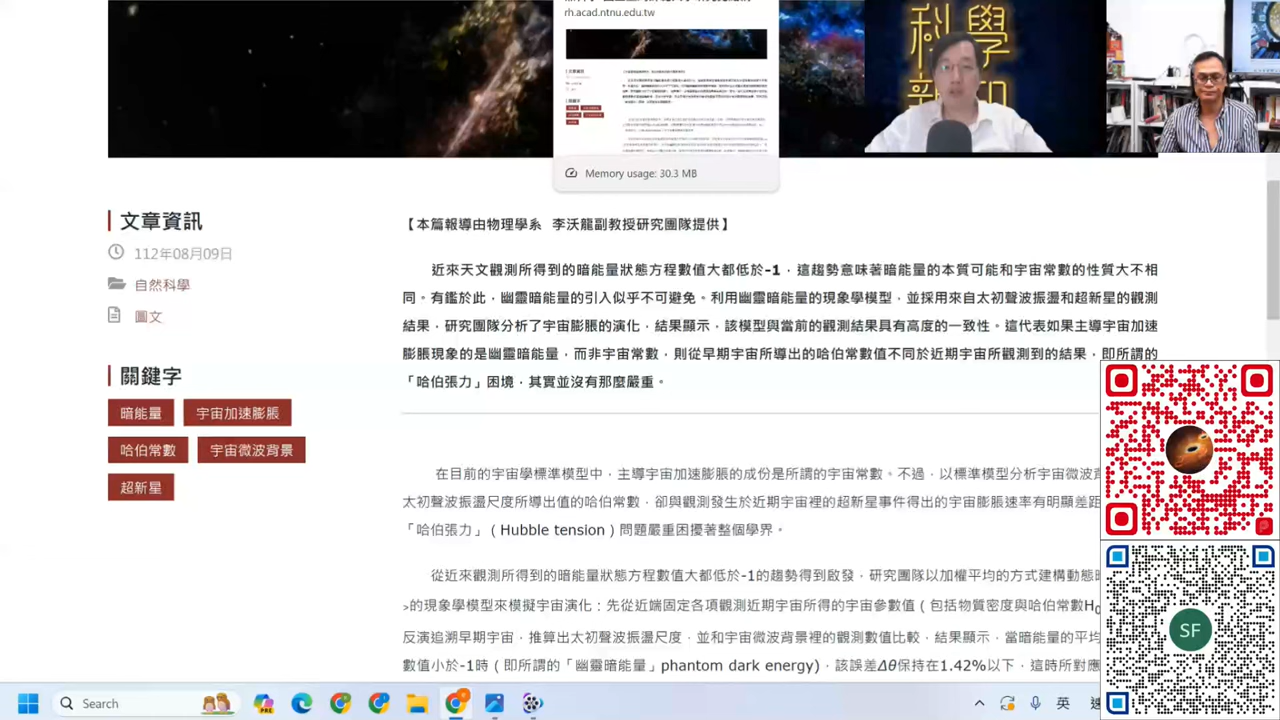 rh.acad.ntnu.edu.tw
科學
Memory usage: 30.3 MB
文章資訊
112年08月09日
自然科學
圖文
關鍵字
暗能量
宇宙加速膨脹
哈伯常數
宇宙微波背景
超新星
【本篇報導由物理學系 李沃龍副教授研究團隊提供】
近來天文觀測所得到的暗能量狀態方程數值大都低於-1，這趨勢意味著暗能量的本質可能和宇宙常數的性質大不相
同。有鑑於此，幽靈暗能量的引入似乎不可避免。利用幽靈暗能量的現象學模型，並採用來自太初聲波振盪和超新星的觀測
結果，研究團隊分析了宇宙膨脹的演化，結果顯示，該模型與當前的觀測結果具有高度的一致性。這代表如果主導宇宙加速
膨脹現象的是幽靈暗能量，而非宇宙常數，則從早期宇宙所導出的哈伯常數值不同於近期宇宙所觀測到的結果，即所謂的
「哈伯張力」困境，其實並沒有那麼嚴重。
在目前的宇宙學標準模型中，主導宇宙加速膨脹的成份是所謂的宇宙常數，不過，以該模型分析宇宙微波
的哈伯常數，卻與觀測發生於近期宇宙裡的超新星事件得出的宇宙膨脹速率有明顯差距
「哈伯張力」（Hubble tension）問題嚴重困擾著整個學界。
從近來觀測所得到的暗能量狀態方程數值大都低於-1的趨勢得到啟發，研究團隊以加權平均的方式建構動態暗
>的現象學模型來模擬宇宙演化：先從近端固定各項觀測近期宇宙所得的宇宙參數值（包括物質密度與哈伯常數H₀
反推追溯早期宇宙，推算出太初聲波振盪尺度，並和宇宙微波背景裡的觀測數值比較，結果顯示，當暗能量的平均
數值小於-1時（即所謂的「幽靈暗能量」phantom dark energy），該誤差Δθ保持在1.42%以下，這時所對應
SF
Search
英